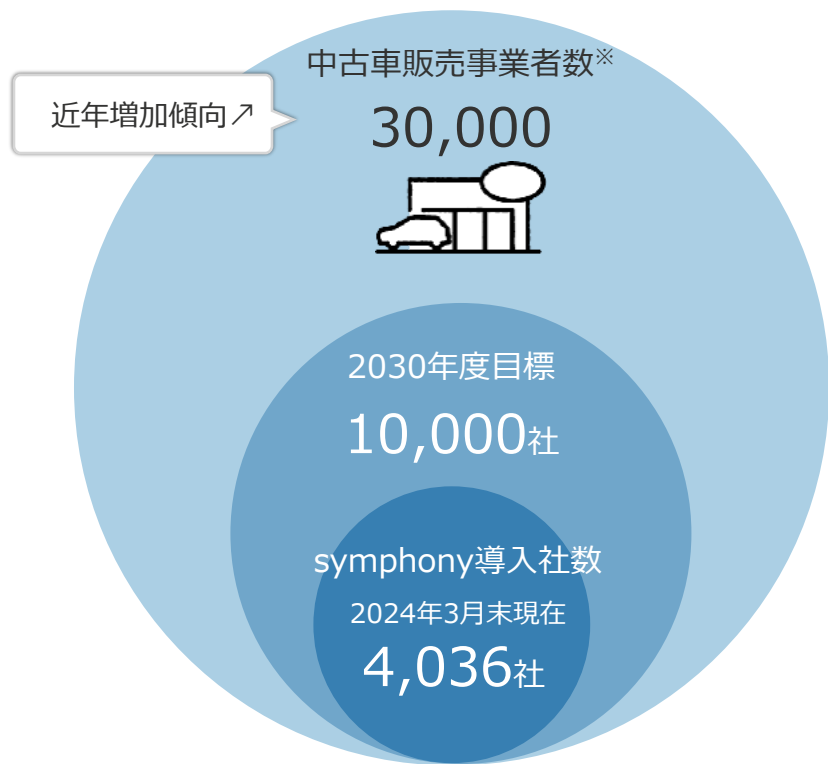 中古車販売事業者数※
30,000
近年増加傾向↗
2030年度目標
10,000社
symphony導入社数
2024年3月末現在
4,036社